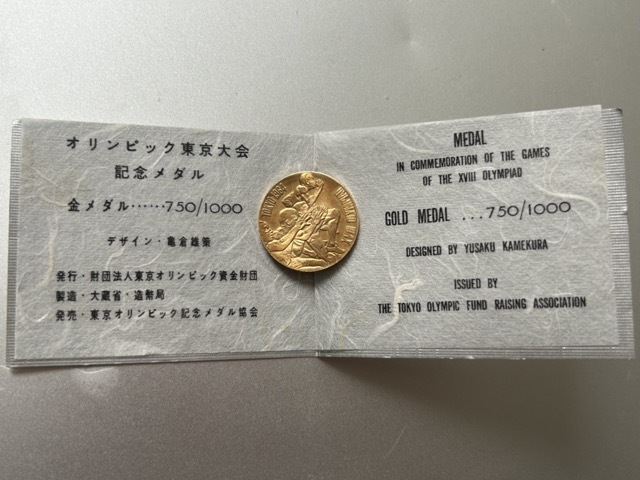 オリンピック東京大会
記念メダル
金メダル……750/1000
デザイン・亀倉雄策
発行・財団法人東京オリンピック資金財団
製造・大蔵省・造幣局
発売・東京オリンピック記念メダル協会
TOKYO 1964
MEDAL
IN COMMEMORATION OF THE GAMES
OF THE XVIII OLYMPIAD
GOLD MEDAL ...750/1000
DESIGNED BY YUSAKU KAMEKURA
ISSUED BY
THE TOKYO OLYMPIC FUND RAISING ASSOCIATION